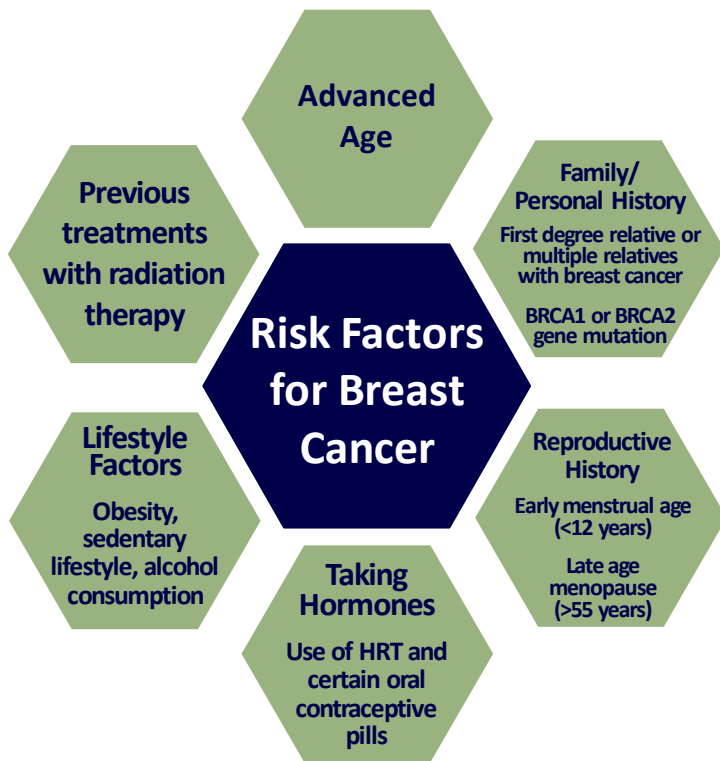 Advanced
Age
Family/
Personal History
First degree relative or
multiple relatives
with breast cancer
BRCA1 or BRCA2
gene mutation
Reproductive
History
Early menstrual age
(<12 years)
Late age
menopause
(>55 years)
Taking
Hormones
Use of HRT and
certain oral
contraceptive
pills
Lifestyle
Factors
Obesity,
sedentary
lifestyle, alcohol
consumption
Previous
treatments
with radiation
therapy
Risk Factors
for Breast
Cancer